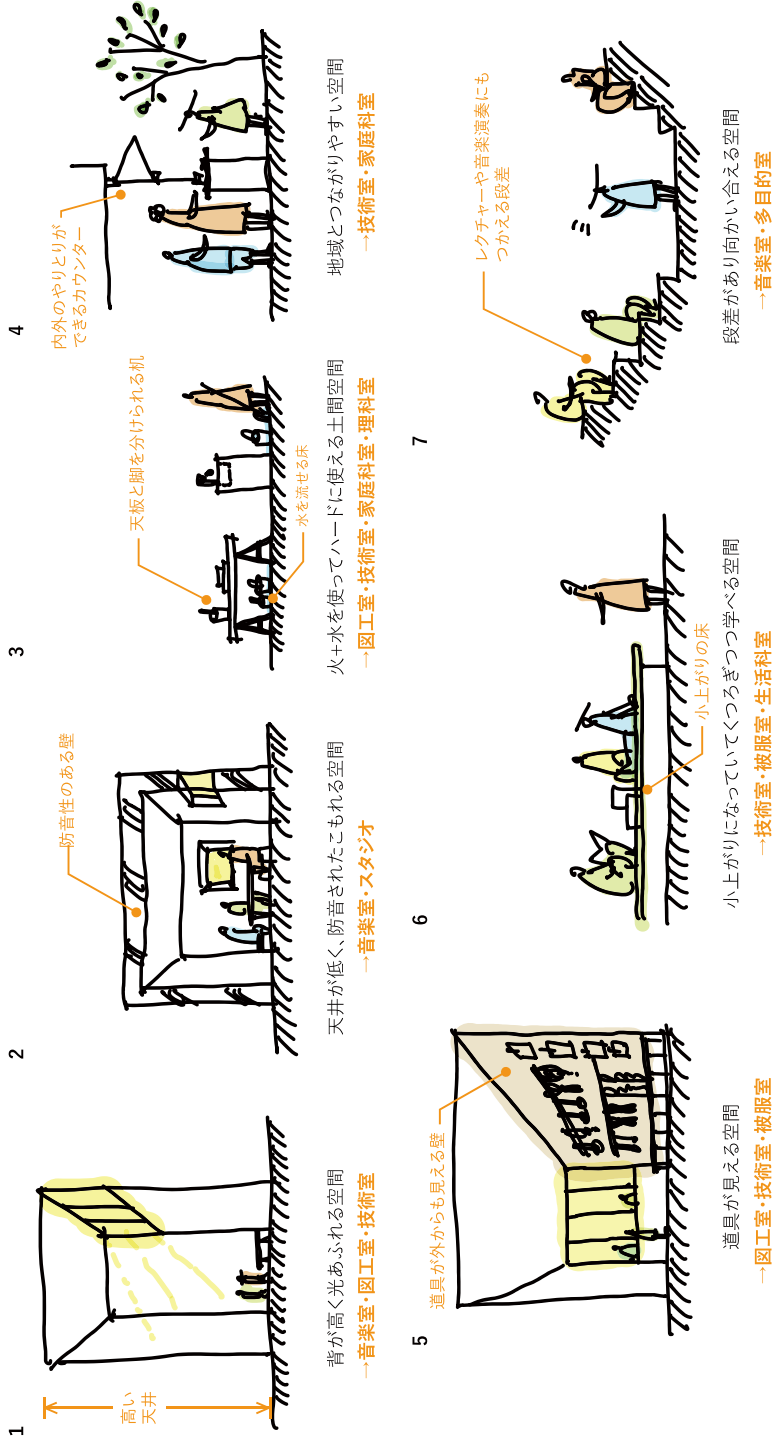 1
高い
天井
背が高く光あふれる空間
→音楽室・図工室・技術室
2
防音性のある壁
天井が低く、防音されたこもれる空間
→音楽室・スタジオ
3
天板と脚を分けられる机
水を流せる床
火+水を使ってハードに使える土間空間
→図工室・技術室・家庭科室・理科室
4
内外のやりとりが
できるカウンター
地域とつながりやすい空間
→技術室・家庭科室
5
道具が外からも見える壁
道具が見える空間
→図工室・技術室・被服室
6
小上がりの床
小上がりになっていてくつろぎつつ学べる空間
→技術室・被服室・生活科室
7
レクチャーや音楽演奏にも
つかえる段差
段差があり向かい合える空間
→音楽室・多目的室